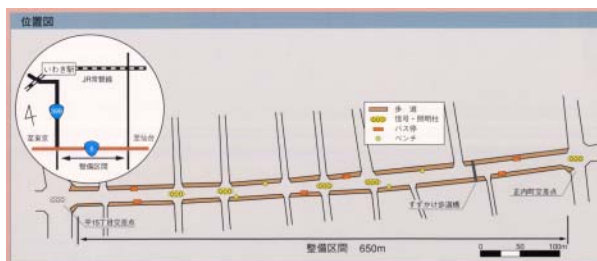 位置図
いわき駅
JR常磐線
399
至東京
至仙台
6
整備区間
歩 道
信号・照明柱
バス停
ベンチ
平15丁目交差点
すずかけ歩道橋
正内町交差点
整備区間 650m
0 50 100m